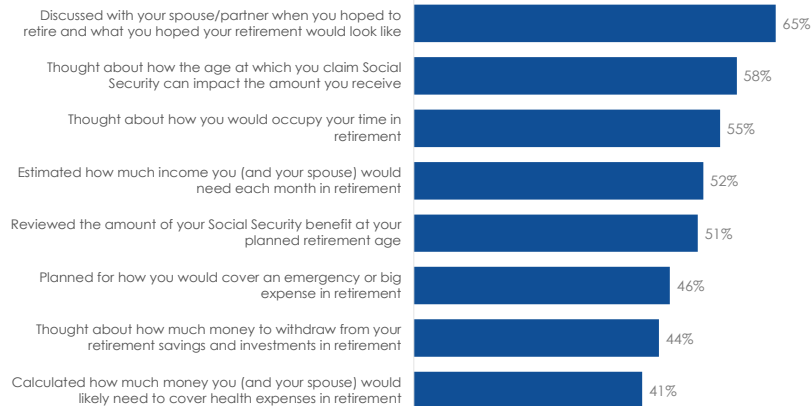 Discussed with your spouse/partner when you hoped to
retire and what you hoped your retirement would look like
65%
Thought about how the age at which you claim Social
Security can impact the amount you receive
58%
Thought about how you would occupy your time in
retirement
55%
Estimated how much income you (and your spouse) would
need each month in retirement
52%
Reviewed the amount of your Social Security benefit at your
planned retirement age
51%
Planned for how you would cover an emergency or big
expense in retirement
46%
Thought about how much money to withdraw from your
retirement savings and investments in retirement
44%
Calculated how much money you (and your spouse) would
likely need to cover health expenses in retirement
41%